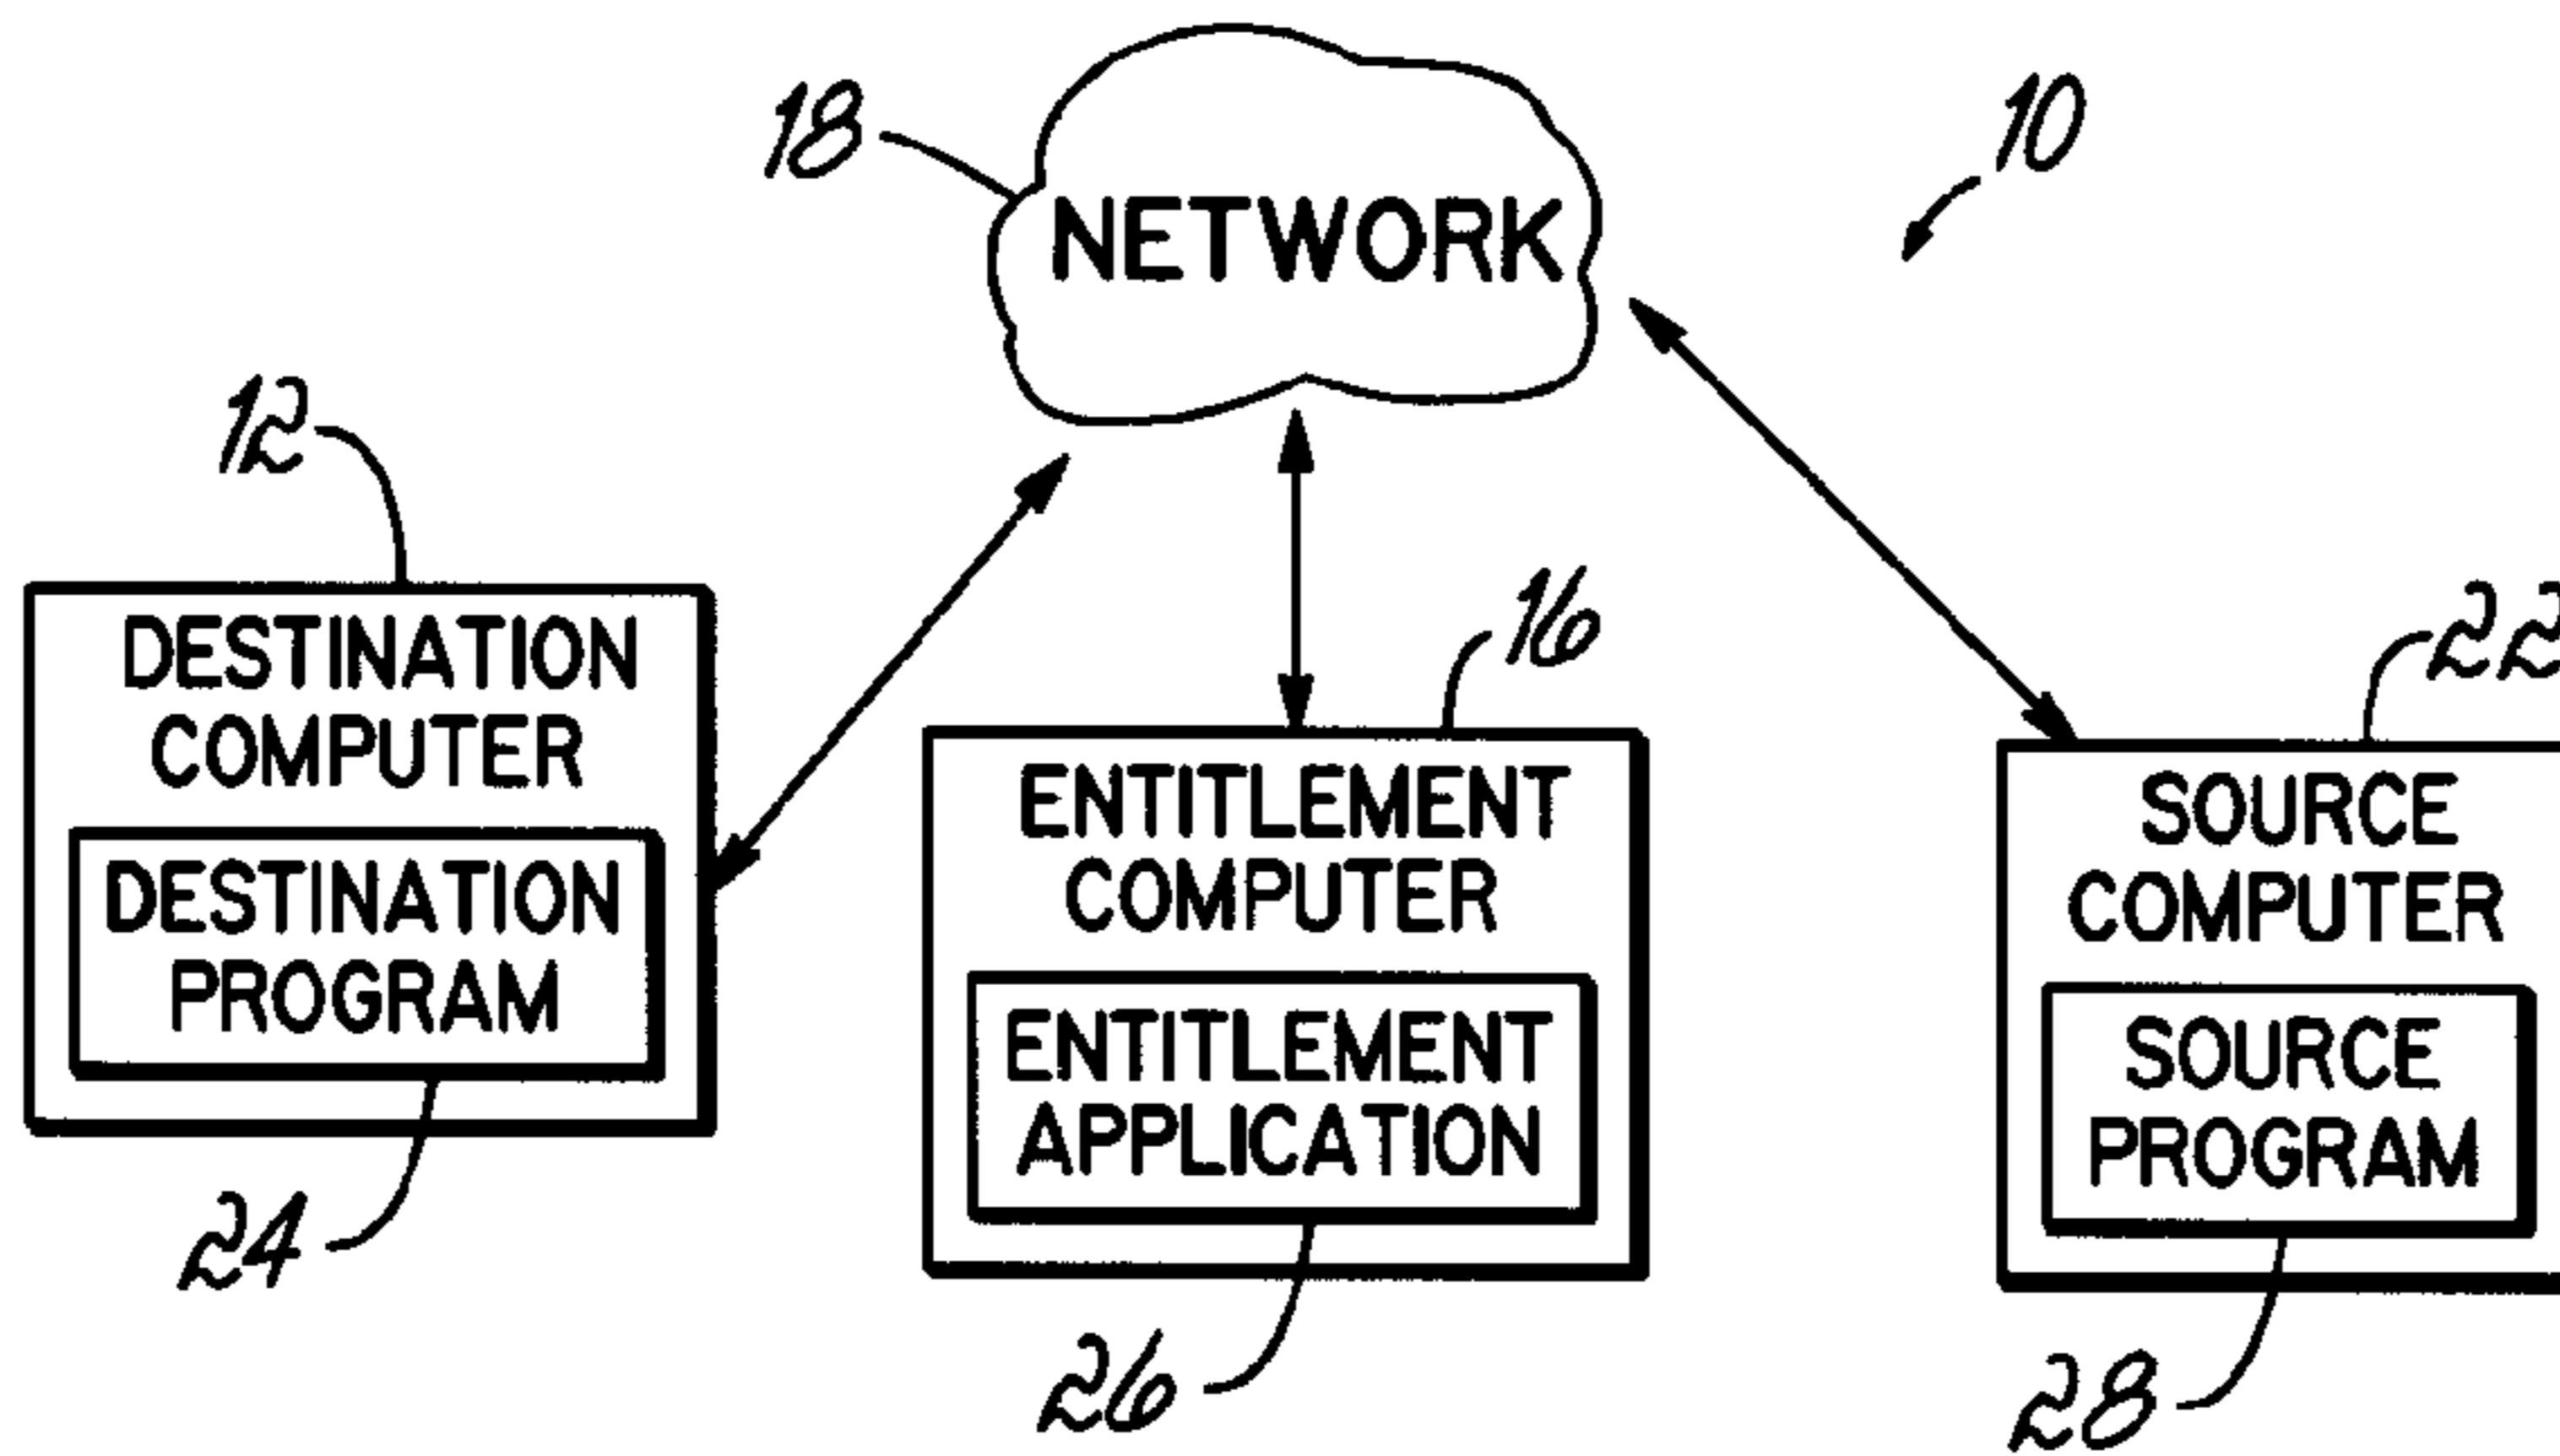 18
NETWORK
10
12
DESTINATION
COMPUTER
DESTINATION
PROGRAM
24
16
ENTITLEMENT
COMPUTER
ENTITLEMENT
APPLICATION
26
22
SOURCE
COMPUTER
SOURCE
PROGRAM
28